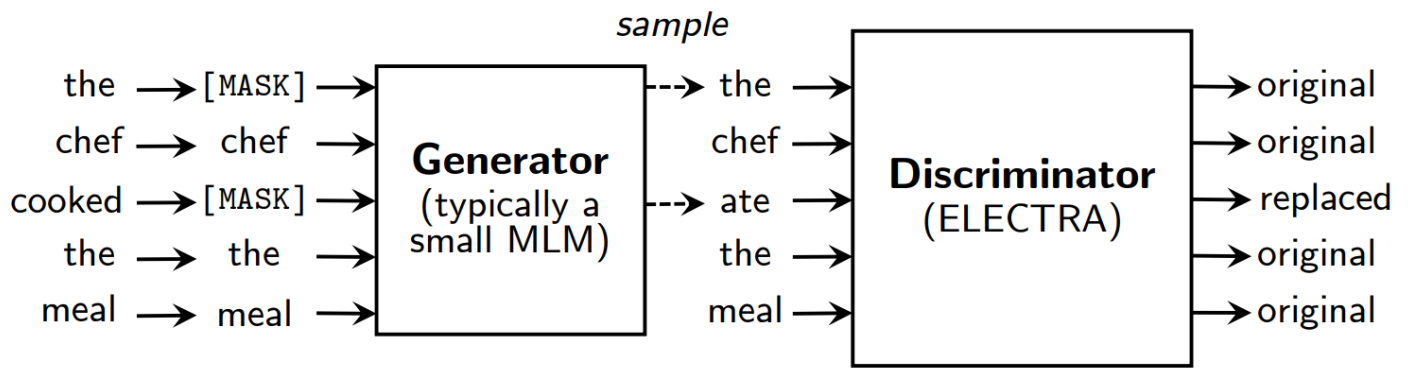 sample
the [MASK] the original
chef chef chef original
cooked [MASK] ate replaced
the the the original
meal meal meal original
Generator
(typically a
small MLM)
Discriminator
(ELECTRA)